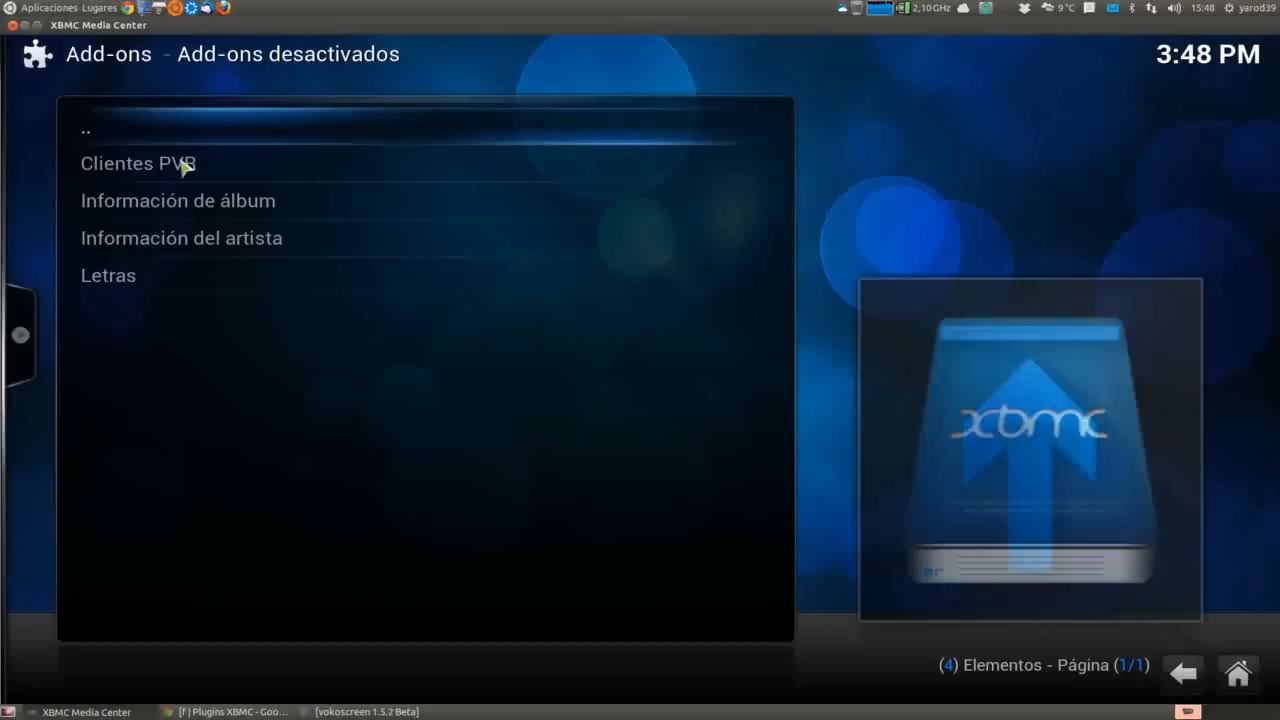 Aplicaciones Lugares 2,10GHz 9°C 15:48 yarod39
XBMC Media Center
Add-ons - Add-ons desactivados 3:48 PM
..
Clientes PVR
Información de álbum
Información del artista
Letras
xbmc
(4) Elementos - Página (1/1)
XBMC Media Center [f | Plugins XBMC - Goo... [vokoscreen 1.5.2 Beta]